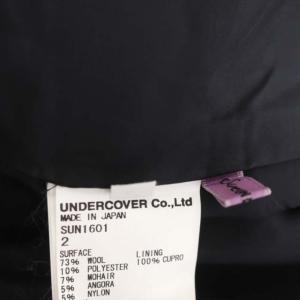 UNDERCOVER Co.,Ltd
MADE IN JAPAN
SUN1601
2
SURFACE LINING
73% WOOL 100% CUPRO
10% POLYESTER
7% MOHAIR
5% ANGORA
5% NYLON